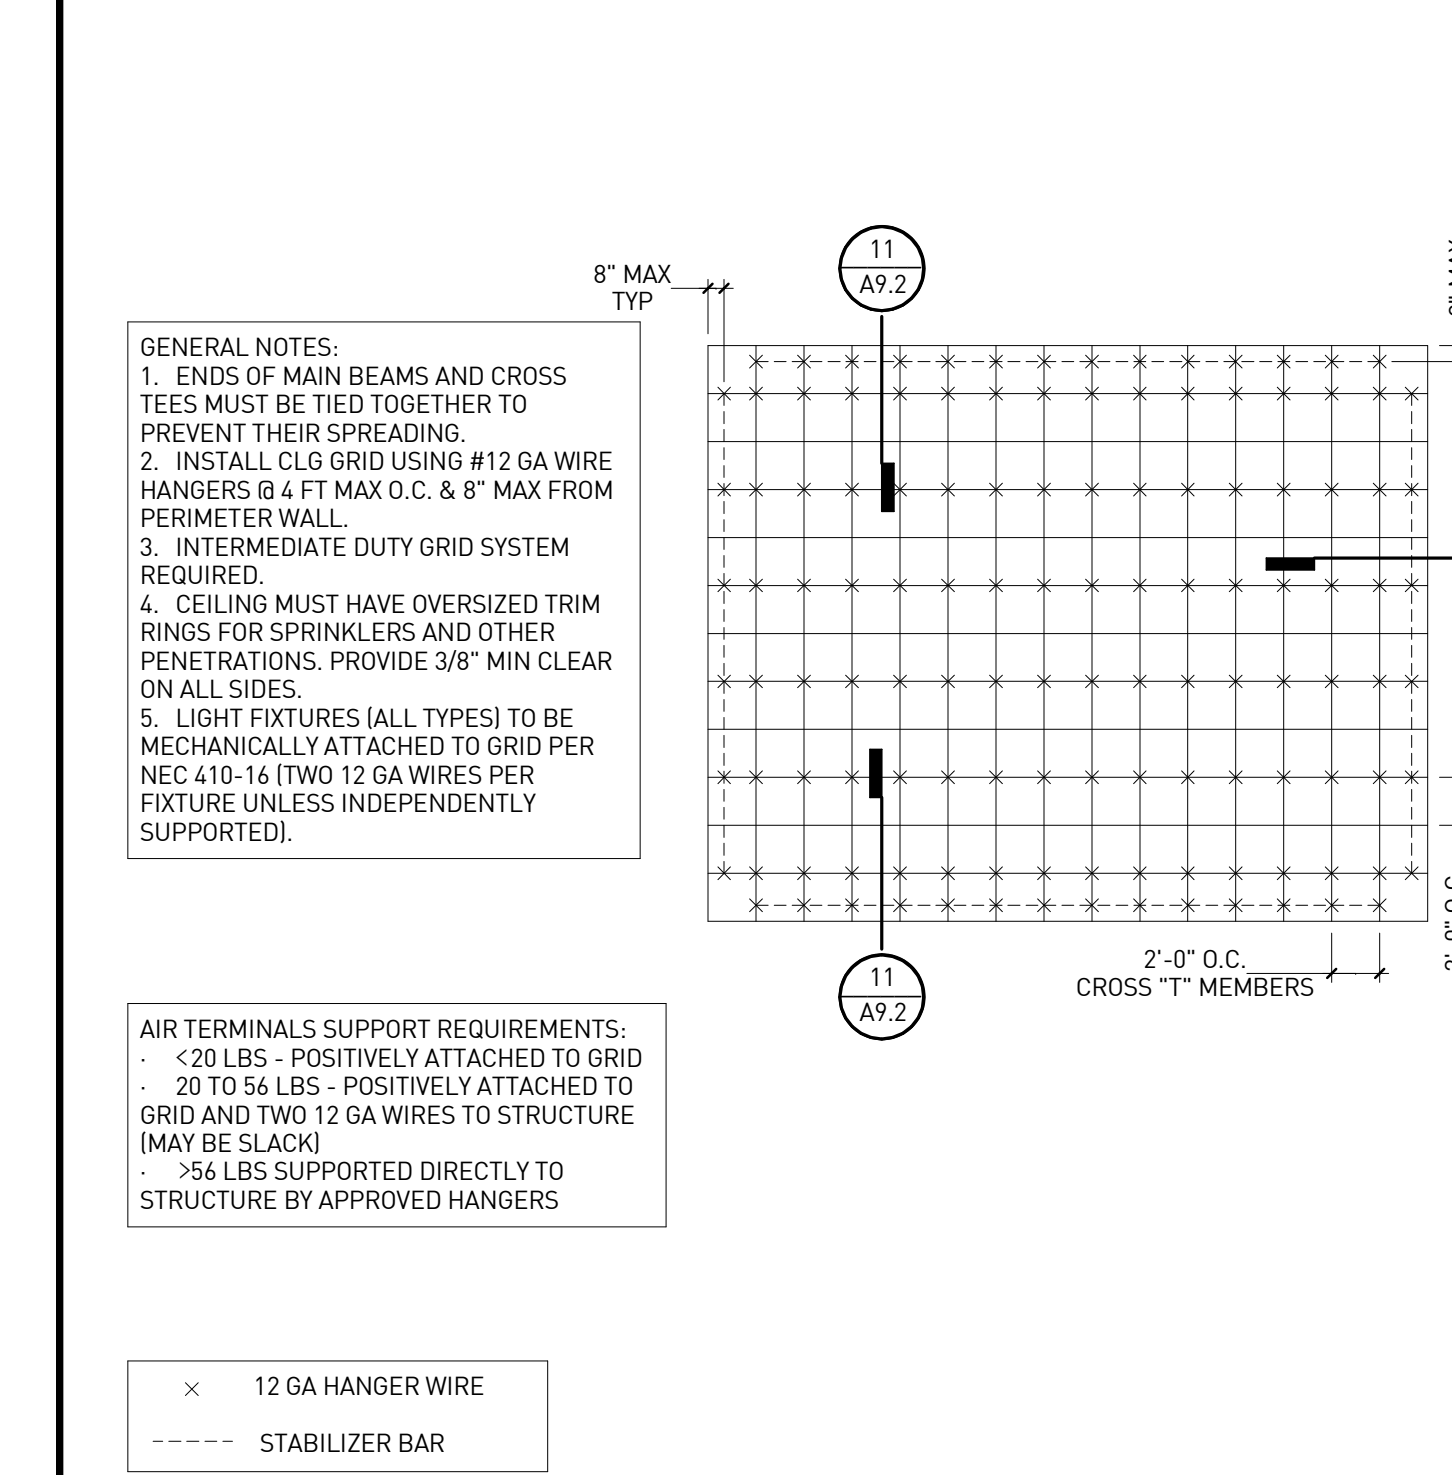 11
A9.2
8" MAX
TYP
GENERAL NOTES:
1. ENDS OF MAIN BEAMS AND CROSS
TEES MUST BE TIED TOGETHER TO
PREVENT THEIR SPREADING.
2. INSTALL CLG GRID USING #12 GA WIRE
HANGERS @ 4 FT MAX O.C. & 8" MAX FROM
PERIMETER WALL.
3. INTERMEDIATE DUTY GRID SYSTEM
REQUIRED.
4. CEILING MUST HAVE OVERSIZED TRIM
RINGS FOR SPRINKLERS AND OTHER
PENETRATIONS. PROVIDE 3/8" MIN CLEAR
ON ALL SIDES.
5. LIGHT FIXTURES (ALL TYPES) TO BE
MECHANICALLY ATTACHED TO GRID PER
NEC 410-16 (TWO 12 GA WIRES PER
FIXTURE UNLESS INDEPENDENTLY
SUPPORTED).
2'-0" O.C.
CROSS "T" MEMBERS
11
A9.2
AIR TERMINALS SUPPORT REQUIREMENTS:
· <20 LBS - POSITIVELY ATTACHED TO GRID
· 20 TO 56 LBS - POSITIVELY ATTACHED TO
GRID AND TWO 12 GA WIRES TO STRUCTURE
(MAY BE SLACK)
· >56 LBS SUPPORTED DIRECTLY TO
STRUCTURE BY APPROVED HANGERS
12 GA HANGER WIRE
STABILIZER BAR